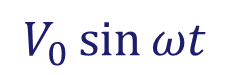 V₀ sin ωt